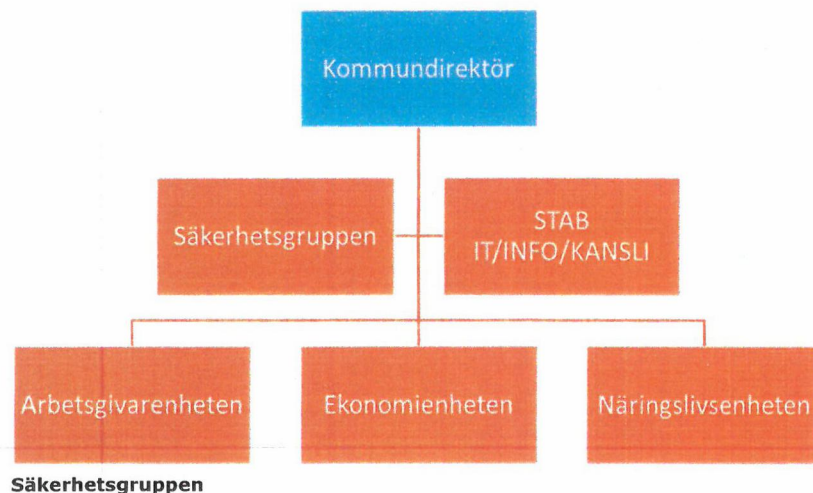 Kommundirektör
Säkerhetsgruppen
STAB
IT/INFO/KANSLI
Arbetsgivarenheten
Ekonomienheten
Näringslivsenheten
Säkerhetsgruppen